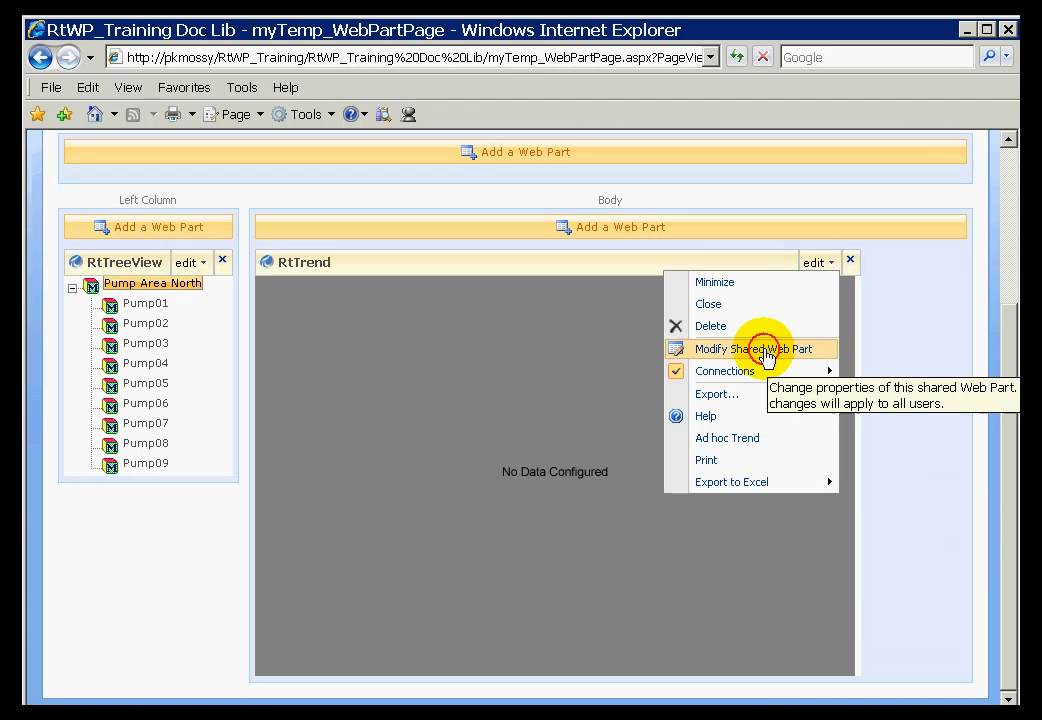 RtWP_Training Doc Lib - myTemp_WebPartPage - Windows Internet Explorer
http://pkmossy/RtWP_Training/RtWP_Training%20Doc%20Lib/myTemp_WebPartPage.aspx?PageVie
Google
File Edit View Favorites Tools Help
Page Tools
Add a Web Part
Left Column
Body
Add a Web Part
Add a Web Part
RtTreeView edit
RtTrend edit
Pump Area North
Pump01
Pump02
Pump03
Pump04
Pump05
Pump06
Pump07
Pump08
Pump09
Minimize
Close
Delete
Modify Shared Web Part
Connections
Export...
Help
Ad hoc Trend
Print
Export to Excel
Change properties of this shared Web Part.
changes will apply to all users.
No Data Configured